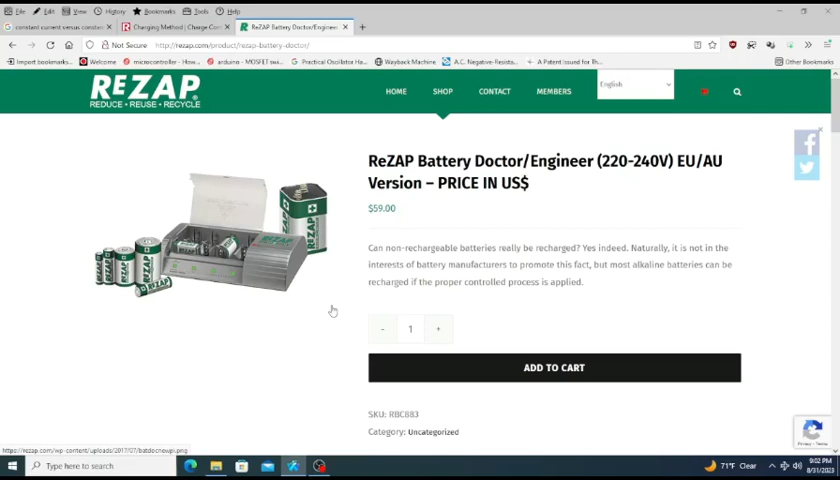 File Edit View History Bookmarks Tools Help
constant current versus constan
Changing Method | Charge Con
ReZAP Battery Doctor/Engineer
Not Secure http://rezap.com/product/rezap-battery-doctor/
Import bookmarks... Welcome microcontroller - How... arduino - MOSFET swi... Practical Oscillator Ha... Wayback Machine A.C. Negative-Resista... A Patent Issued for Th... Other Bookmarks
REZAP
REDUCE • REUSE • RECYCLE
HOME SHOP CONTACT MEMBERS
English
ReZAP Battery Doctor/Engineer (220-240V) EU/AU
Version – PRICE IN US$
$59.00
Can non-rechargeable batteries really be recharged? Yes indeed. Naturally, it is not in the
interests of battery manufacturers to promote this fact, but most alkaline batteries can be
recharged if the proper controlled process is applied.
- 1 +
ADD TO CART
SKU: RBC883
Category: Uncategorized
Privacy - Terms
https://rezap.com/wp-content/uploads/2017/07/batdocnewpi.png
Type here to search
71°F Clear
9:02 PM
8/31/2023